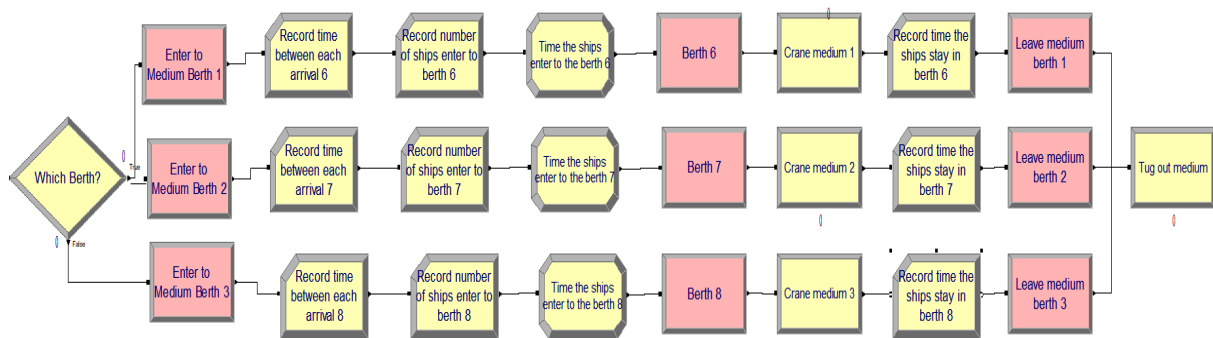 Which Berth?
True
False
Enter to
Medium Berth 1
Record time
between each
arrival 6
Record number
of ships enter to
berth 6
Time the ships
enter to the berth 6
Berth 6
Crane medium 1
Record time the
ships stay in
berth 6
Leave medium
berth 1
Enter to
Medium Berth 2
Record time
between each
arrival 7
Record number
of ships enter to
berth 7
Time the ships
enter to the berth 7
Berth 7
Crane medium 2
Record time the
ships stay in
berth 7
Leave medium
berth 2
Tug out medium
Enter to
Medium Berth 3
Record time
between each
arrival 8
Record number
of ships enter to
berth 8
Time the ships
enter to the berth 8
Berth 8
Crane medium 3
Record time the
ships stay in
berth 8
Leave medium
berth 3